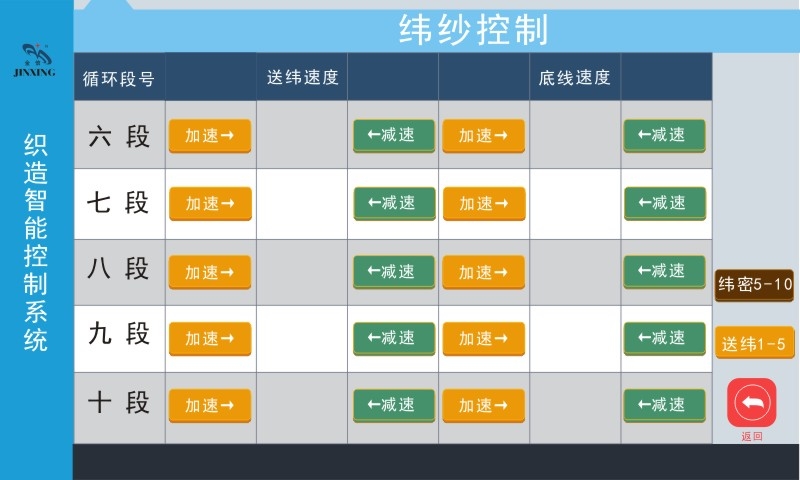 纬纱控制
JINXING
织造智能控制系统
循环段号 送纬速度 底线速度
六 段 加速→ ←减速 加速→ ←减速
七 段 加速→ ←减速 加速→ ←减速
八 段 加速→ ←减速 加速→ ←减速
九 段 加速→ ←减速 加速→ ←减速
十 段 加速→ ←减速 加速→ ←减速
纬密5-10
送纬1-5
返回